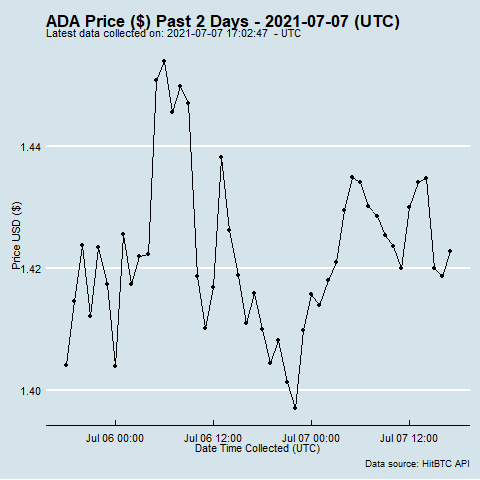 ADA Price ($) Past 2 Days - 2021-07-07 (UTC)
Latest data collected on: 2021-07-07 17:02:47 - UTC
Price USD ($)
1.44
1.42
1.40
Jul 06 00:00 Jul 06 12:00 Jul 07 00:00 Jul 07 12:00
Date Time Collected (UTC)
Data source: HitBTC API